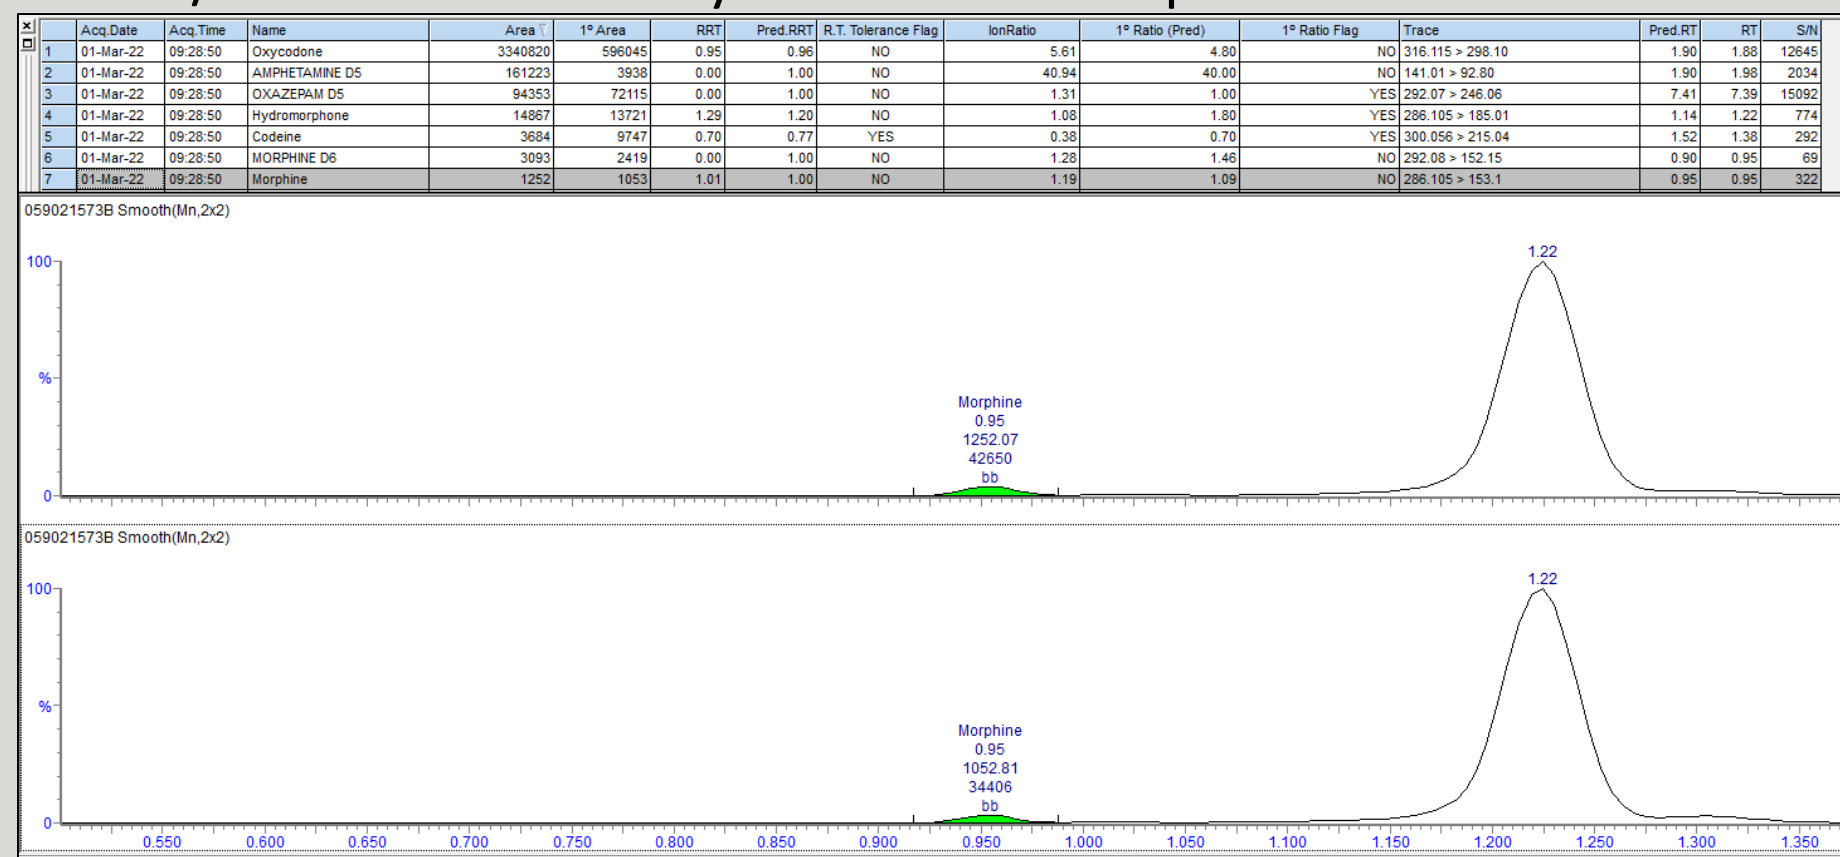 Acq.Date Acq.Time Name Area 1º Area RRT Pred.RRT R.T. Tolerance Flag IonRatio 1º Ratio (Pred) 1º Ratio Flag Trace Pred.RT RT S/N
1 01-Mar-22 09:28:50 Oxycodone 3340820 596045 0.95 0.96 NO 5.61 4.80 NO 316.115 > 298.10 1.90 1.88 12645
2 01-Mar-22 09:28:50 AMPHETAMINE D5 161223 3938 0.00 1.00 NO 40.94 40.00 NO 141.01 > 92.80 1.90 1.98 2034
3 01-Mar-22 09:28:50 OXAZEPAM D5 94353 72115 0.00 1.00 NO 1.31 1.00 YES 292.07 > 246.06 7.41 7.39 15092
4 01-Mar-22 09:28:50 Hydromorphone 14867 13721 1.29 1.20 NO 1.08 1.80 YES 286.105 > 185.01 1.14 1.22 774
5 01-Mar-22 09:28:50 Codeine 3684 9747 0.70 0.77 YES 0.38 0.70 YES 300.056 > 215.04 1.52 1.38 292
6 01-Mar-22 09:28:50 MORPHINE D6 3093 2419 0.00 1.00 NO 1.28 1.46 NO 292.08 > 152.15 0.90 0.95 69
7 01-Mar-22 09:28:50 Morphine 1252 1053 1.01 1.00 NO 1.19 1.09 NO 286.105 > 153.1 0.95 0.95 322
059021573B Smooth(Mn,2x2)
1.22
100
%
Morphine
0.95
1252.07
42650
bb
0
059021573B Smooth(Mn,2x2)
1.22
100
%
Morphine
0.95
1052.81
34406
bb
0
0.550 0.600 0.650 0.700 0.750 0.800 0.850 0.900 0.950 1.000 1.050 1.100 1.150 1.200 1.250 1.300 1.350